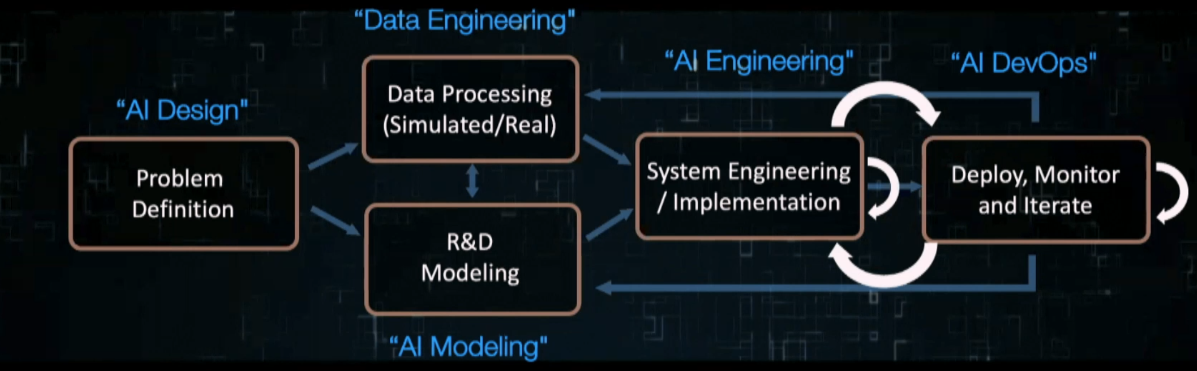 “Data Engineering"
“AI Engineering"
“AI DevOps"
“AI Design"
Data Processing
(Simulated/Real)
Problem
Definition
System Engineering
/ Implementation
Deploy, Monitor
and Iterate
R&D
Modeling
“AI Modeling"